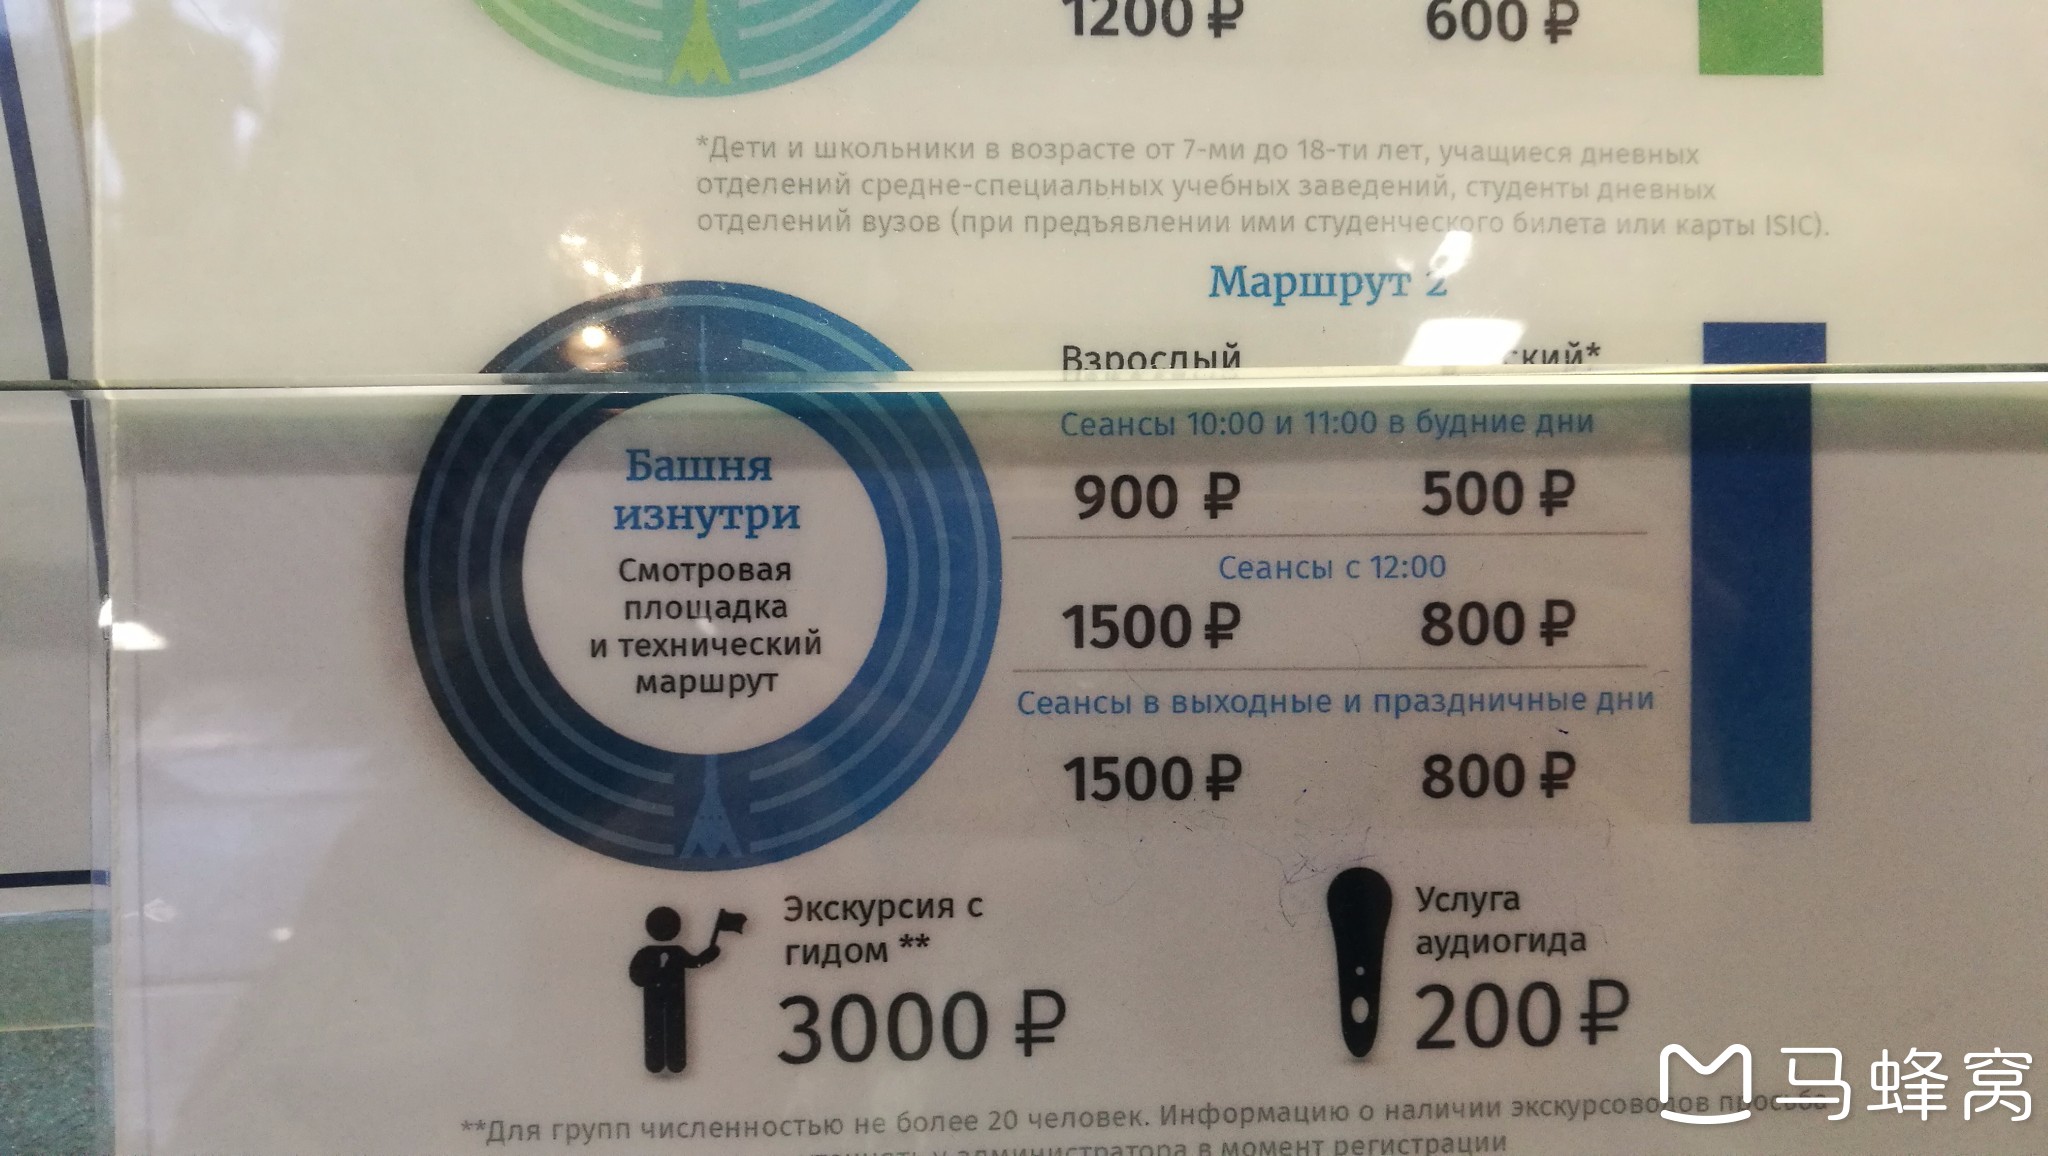 1200 ₽ 600 ₽
*Дети и школьники в возрасте от 7-ми до 18-ти лет, учащиеся дневных
отделений средне-специальных учебных заведений, студенты дневных
отделений вузов (при предъявлении ими студенческого билета или карты ISIC).
Маршрут 2
Взрослый
Башня
изнутри
Смотровая
площадка
и технический
маршрут
Сеансы 10:00 и 11:00 в будние дни
900 ₽ 500 ₽
Сеансы с 12:00
1500 ₽ 800 ₽
Сеансы в выходные и праздничные дни
1500 ₽ 800 ₽
Экскурсия с
гидом **
3000 ₽
Услуга
аудиогида
200 ₽
**Для групп численностью не более 20 человек. Информацию о наличии экскурсоводов просьба
администратора в момент регистрации
马蜂窝